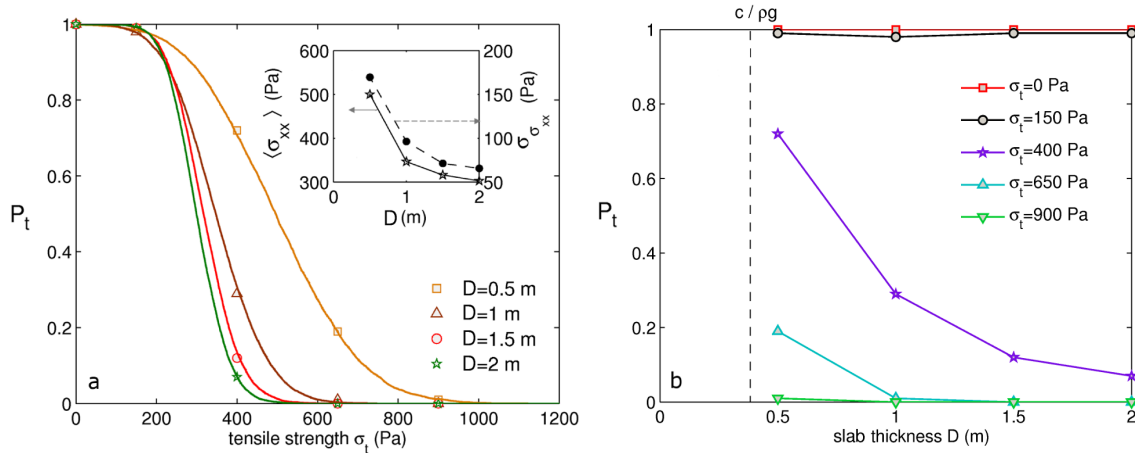 P_t
1
0.8
0.6
0.4
0.2
0
0
200
400
600
800
1000
1200
tensile strength σ_t (Pa)
a
D=0.5 m
D=1 m
D=1.5 m
D=2 m
⟨σ_xx⟩ (Pa)
600
500
400
300
0
1
2
D (m)
200
150
100
50
σ_σ_xx (Pa)
c / ρg
P_t
1
0.8
0.6
0.4
0.2
0
0
0.5
1
1.5
2
slab thickness D (m)
b
σ_t=0 Pa
σ_t=150 Pa
σ_t=400 Pa
σ_t=650 Pa
σ_t=900 Pa